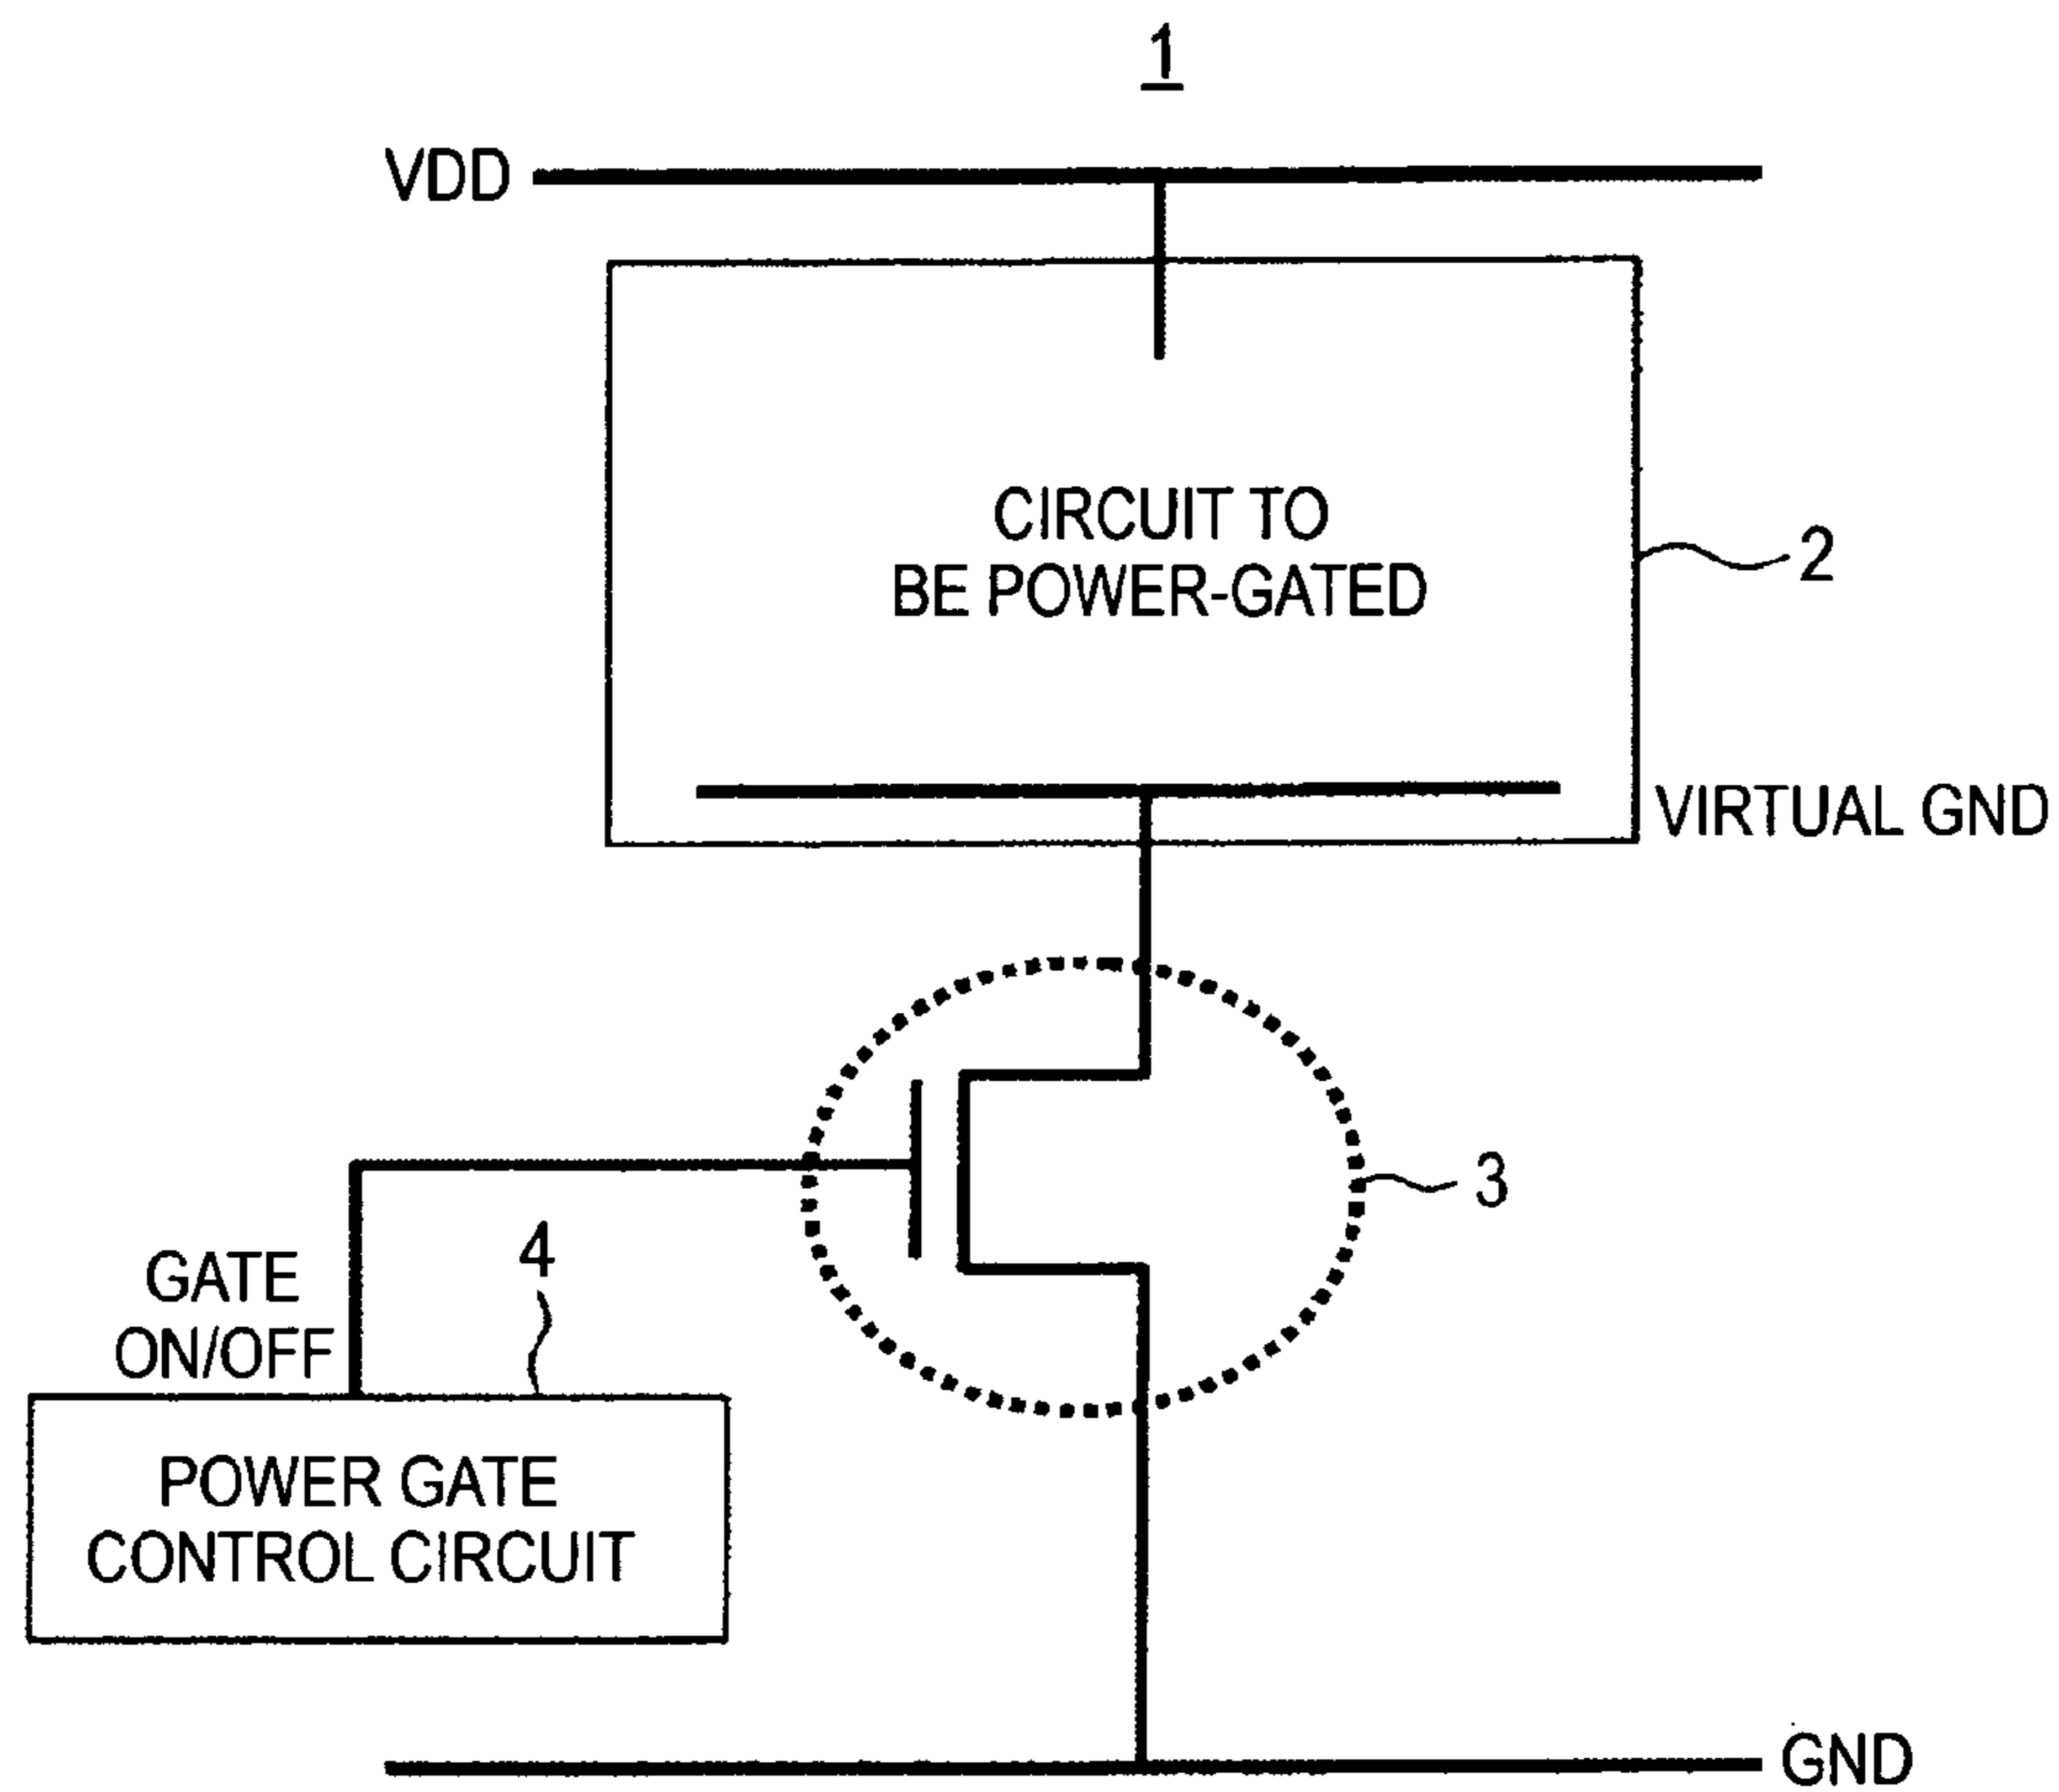 1
VDD
CIRCUIT TO
BE POWER-GATED
2
VIRTUAL GND
3
4
GATE
ON/OFF
POWER GATE
CONTROL CIRCUIT
GND